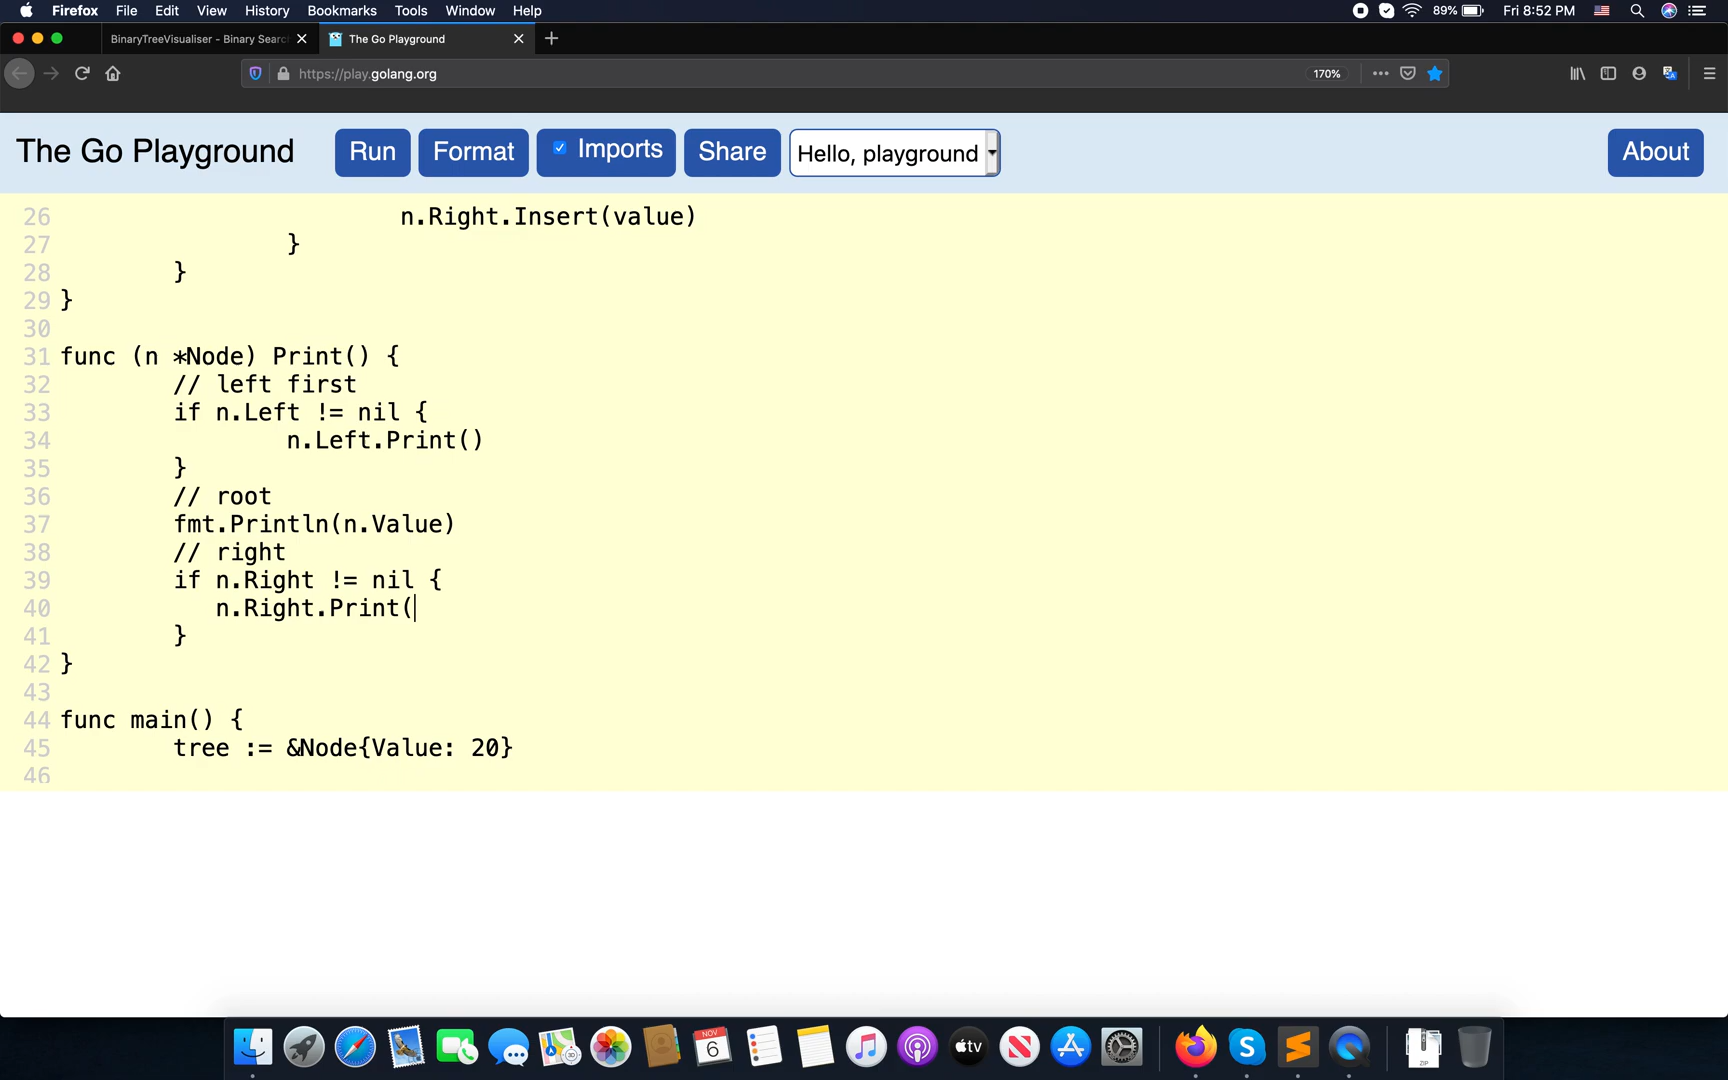 Firefox File Edit View History Bookmarks Tools Window Help 89% Fri 8:52 PM
BinaryTreeVisualiser - Binary Searc The Go Playground
https://play.golang.org 170%
The Go Playground Run Format Imports Share Hello, playground About
26 n.Right.Insert(value)
27 }
28 }
29 }
30
31 func (n *Node) Print() {
32 // left first
33 if n.Left != nil {
34 n.Left.Print()
35 }
36 // root
37 fmt.Println(n.Value)
38 // right
39 if n.Right != nil {
40 n.Right.Print(
41 }
42 }
43
44 func main() {
45 tree := &Node{Value: 20}
46
NOV
6
tv
ZIP